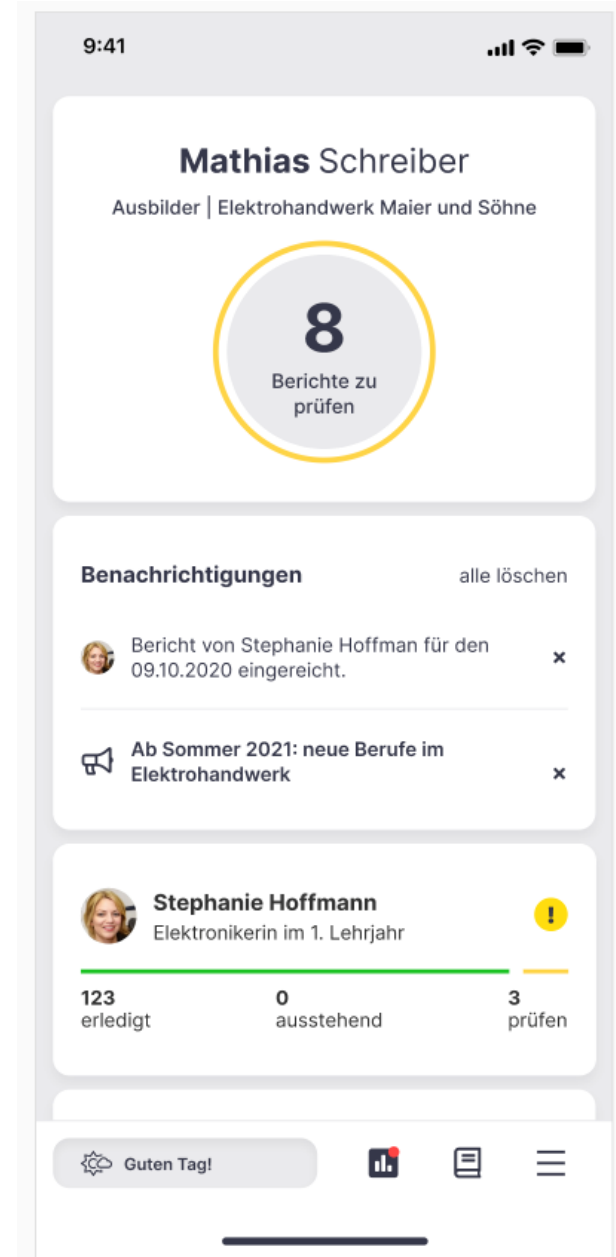 9:41
Mathias Schreiber
Ausbilder | Elektrohandwerk Maier und Söhne
8
Berichte zu
prüfen
Benachrichtigungen alle löschen
Bericht von Stephanie Hoffman für den
09.10.2020 eingereicht.
Ab Sommer 2021: neue Berufe im
Elektrohandwerk
Stephanie Hoffmann
Elektronikerin im 1. Lehrjahr
123 0 3
erledigt ausstehend prüfen
Guten Tag!